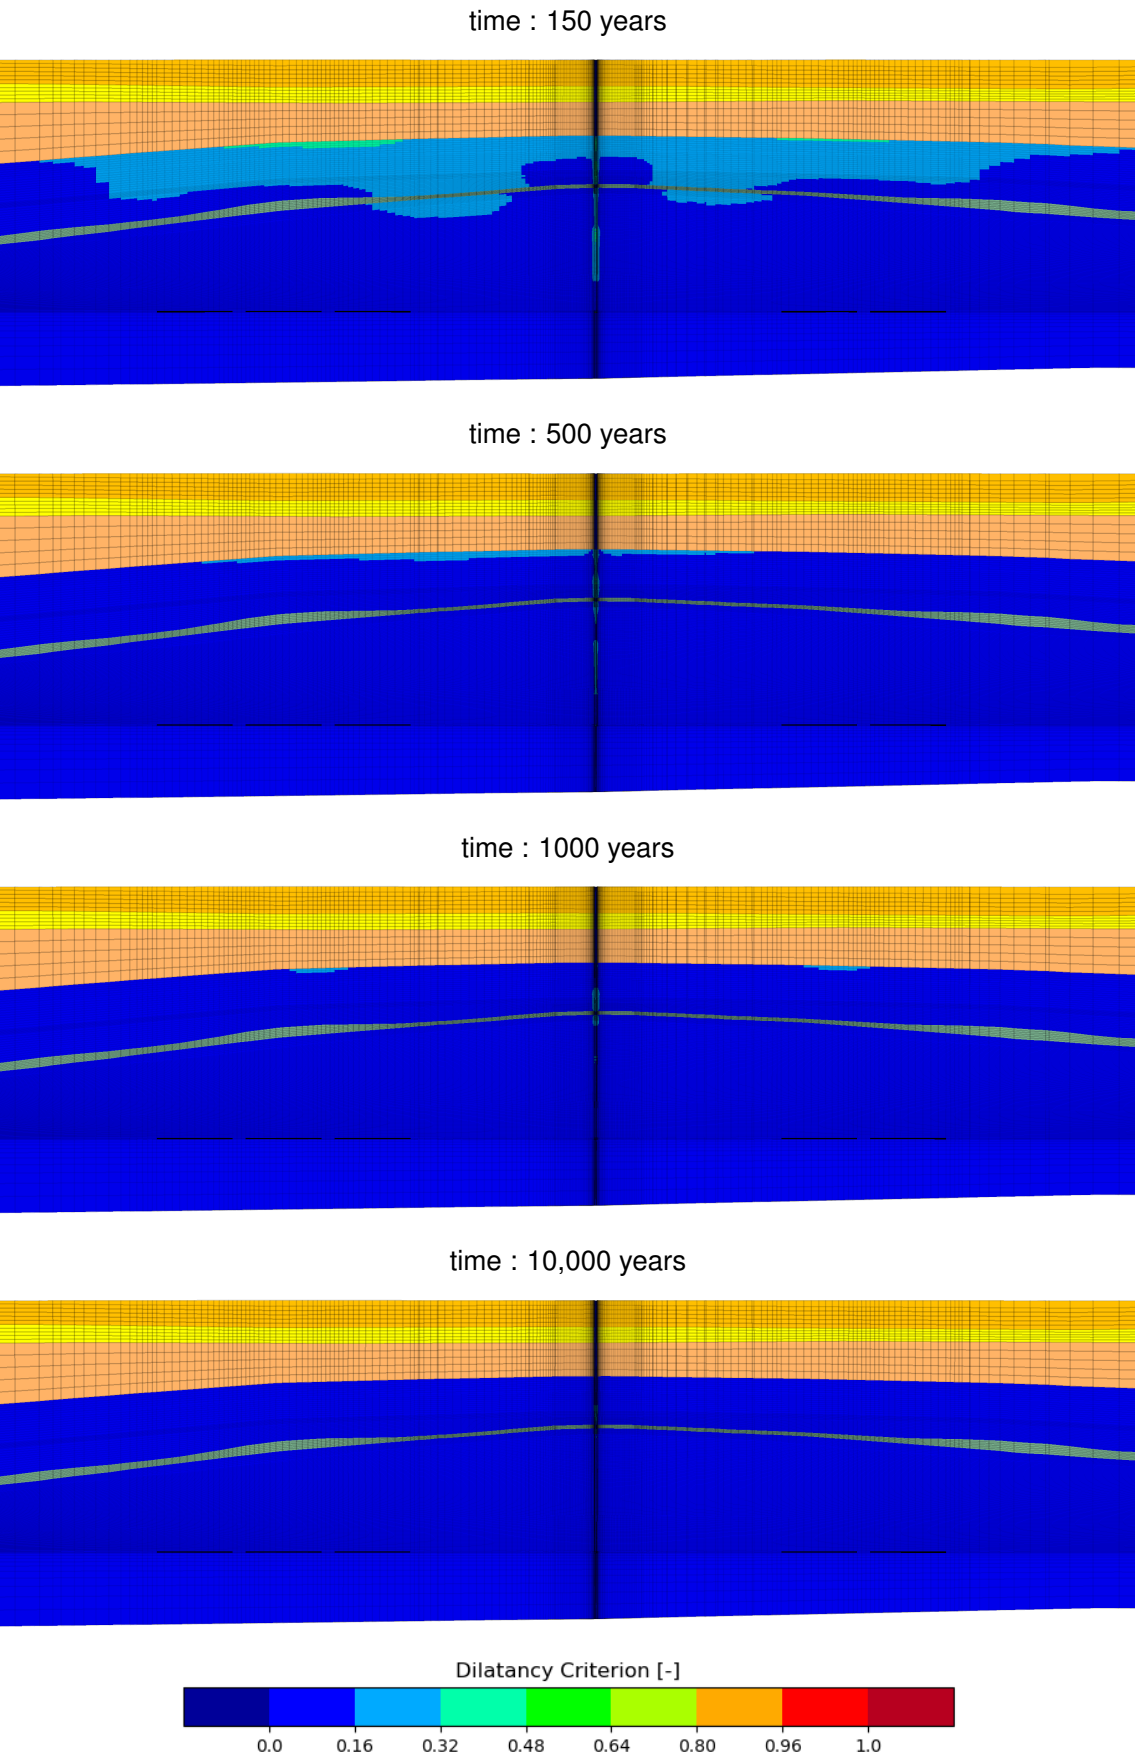 time : 150 years
time : 500 years
time : 1000 years
time : 10,000 years
Dilatancy Criterion [-]
0.0 0.16 0.32 0.48 0.64 0.80 0.96 1.0